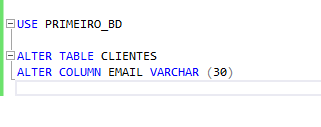 USE PRIMEIRO_BD
ALTER TABLE CLIENTES
ALTER COLUMN EMAIL VARCHAR (30)